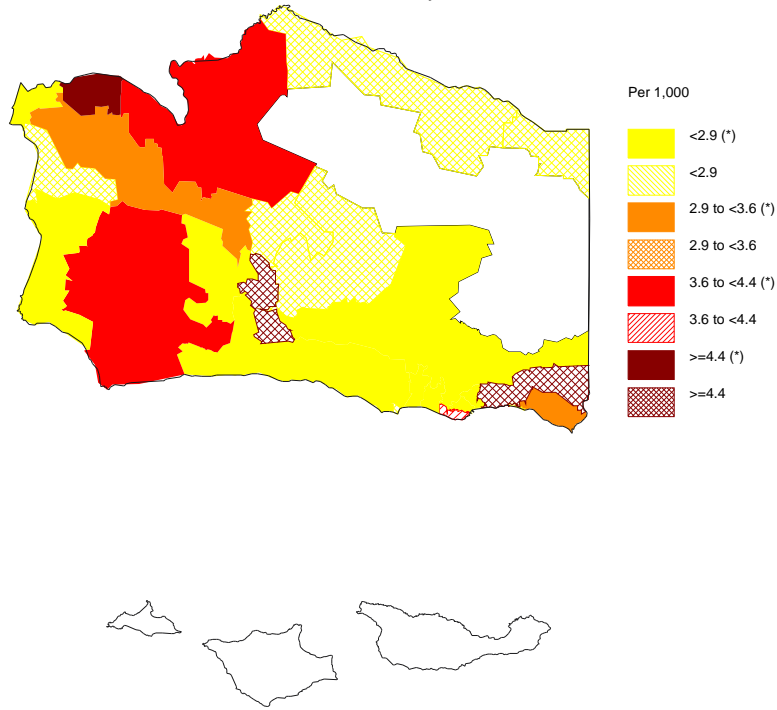 Per 1,000
<2.9 (*)
<2.9
2.9 to <3.6 (*)
2.9 to <3.6
3.6 to <4.4 (*)
3.6 to <4.4
>=4.4 (*)
>=4.4